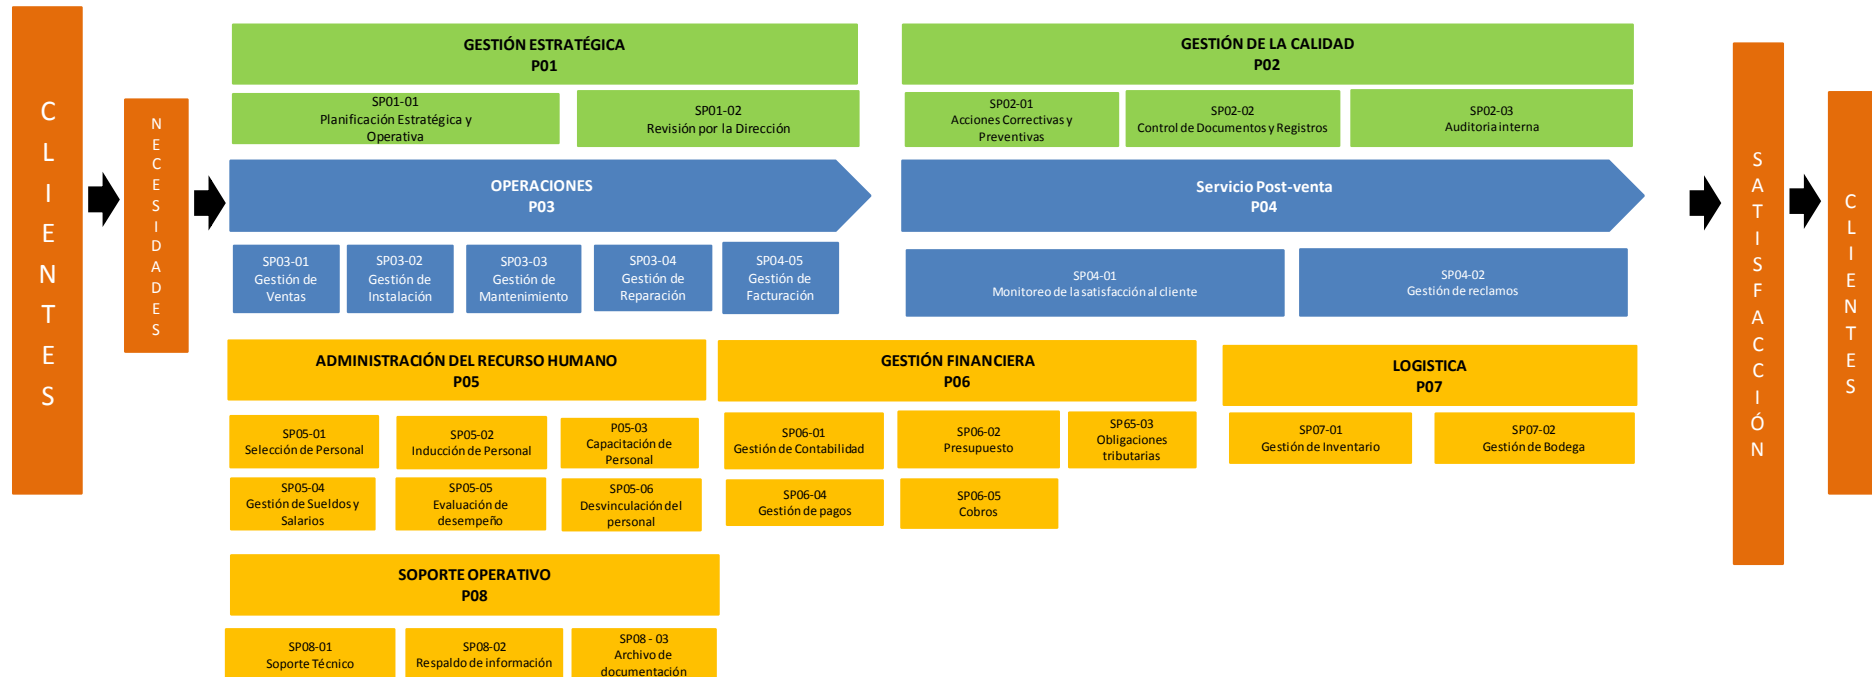 CLIENTES
NECESIDADES
GESTIÓN ESTRATÉGICA
P01
SP01-01
Planificación Estratégica y
Operativa
SP01-02
Revisión por la Dirección
GESTIÓN DE LA CALIDAD
P02
SP02-01
Acciones Correctivas y
Preventivas
SP02-02
Control de Documentos y Registros
SP02-03
Auditoria interna
OPERACIONES
P03
SP03-01
Gestión de
Ventas
SP03-02
Gestión de
Instalación
SP03-03
Gestión de
Mantenimiento
SP03-04
Gestión de
Reparación
SP04-05
Gestión de
Facturación
Servicio Post-venta
P04
SP04-01
Monitoreo de la satisfacción al cliente
SP04-02
Gestión de reclamos
ADMINISTRACIÓN DEL RECURSO HUMANO
P05
SP05-01
Selección de Personal
SP05-02
Inducción de Personal
P05-03
Capacitación de
Personal
SP05-04
Gestión de Sueldos y
Salarios
SP05-05
Evaluación de
desempeño
SP05-06
Desvinculación del
personal
GESTIÓN FINANCIERA
P06
SP06-01
Gestión de Contabilidad
SP06-02
Presupuesto
SP65-03
Obligaciones
tributarias
SP06-04
Gestión de pagos
SP06-05
Cobros
LOGISTICA
P07
SP07-01
Gestión de Inventario
SP07-02
Gestión de Bodega
SOPORTE OPERATIVO
P08
SP08-01
Soporte Técnico
SP08-02
Respaldo de información
SP08 - 03
Archivo de
documentación
SATISFACCIÓN
CLIENTES